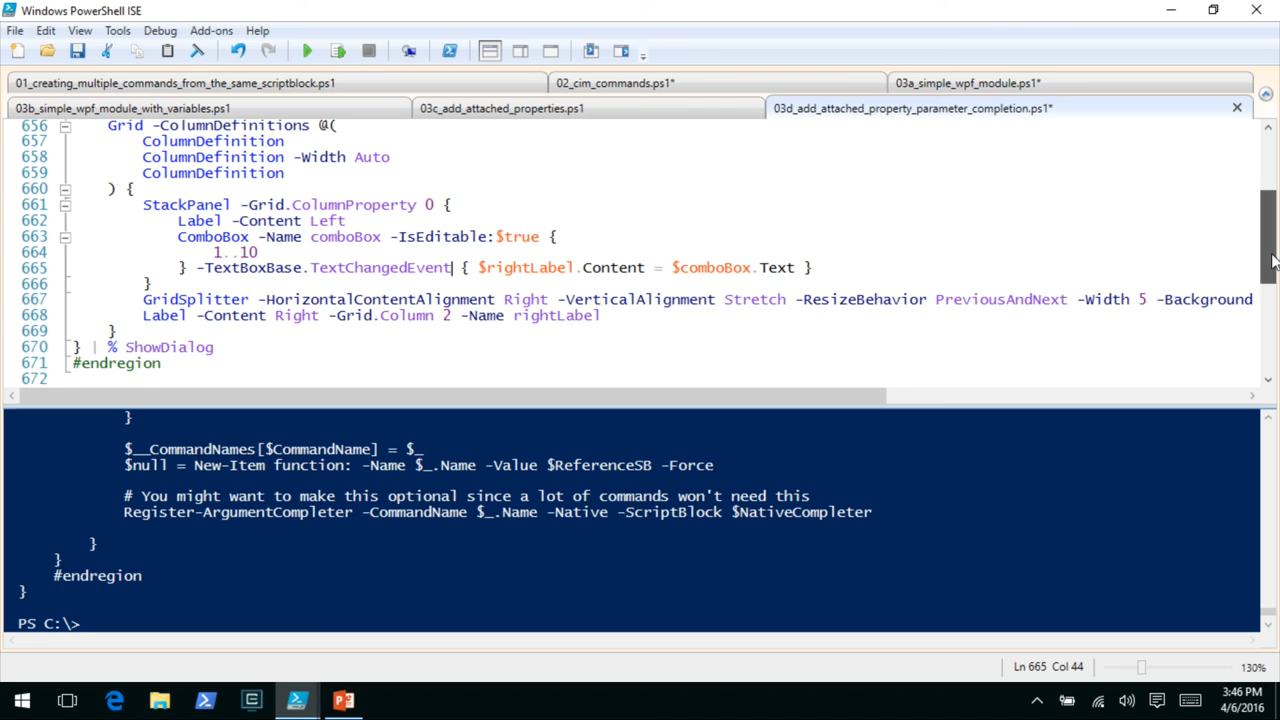 Windows PowerShell ISE
File Edit View Tools Debug Add-ons Help
01_creating_multiple_commands_from_the_same_scriptblock.ps1 02_cim_commands.ps1* 03a_simple_wpf_module.ps1*
03b_simple_wpf_module_with_variables.ps1 03c_add_attached_properties.ps1 03d_add_attached_property_parameter_completion.ps1*
656 Grid -ColumnDefinitions @(
657 ColumnDefinition
658 ColumnDefinition -Width Auto
659 ColumnDefinition
660 ) {
661 StackPanel -Grid.ColumnProperty 0 {
662 Label -Content Left
663 ComboBox -Name comboBox -IsEditable:$true {
664 1..10
665 } -TextBoxBase.TextChangedEvent { $rightLabel.Content = $comboBox.Text }
666 }
667 GridSplitter -HorizontalContentAlignment Right -VerticalAlignment Stretch -ResizeBehavior PreviousAndNext -Width 5 -Background
668 Label -Content Right -Grid.Column 2 -Name rightLabel
669 }
670 } | % ShowDialog
671 #endregion
672
}
$__CommandNames[$CommandName] = $_
$null = New-Item function: -Name $_.Name -Value $ReferenceSB -Force
# You might want to make this optional since a lot of commands won't need this
Register-ArgumentCompleter -CommandName $_.Name -Native -ScriptBlock $NativeCompleter
}
}
#endregion
}
PS C:\>
Ln 665 Col 44 130%
3:46 PM
4/6/2016